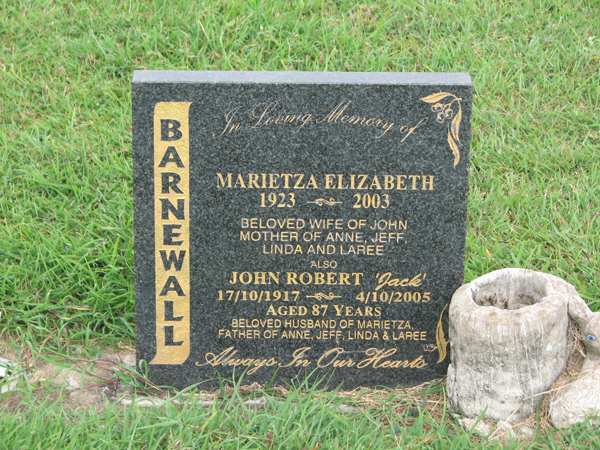 BARNEWALL
In Loving Memory of
MARIETZA ELIZABETH
1923 2003
BELOVED WIFE OF JOHN
MOTHER OF ANNE, JEFF,
LINDA AND LAREE
ALSO
JOHN ROBERT 'Jack'
17/10/1917 4/10/2005
AGED 87 YEARS
BELOVED HUSBAND OF MARIETZA,
FATHER OF ANNE, JEFF, LINDA & LAREE
Always In Our Hearts